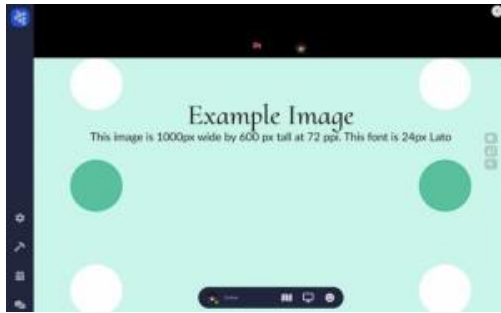 Example Image
This image is 1000px wide by 600 px tall at 72 ppi. This font is 24px Lato